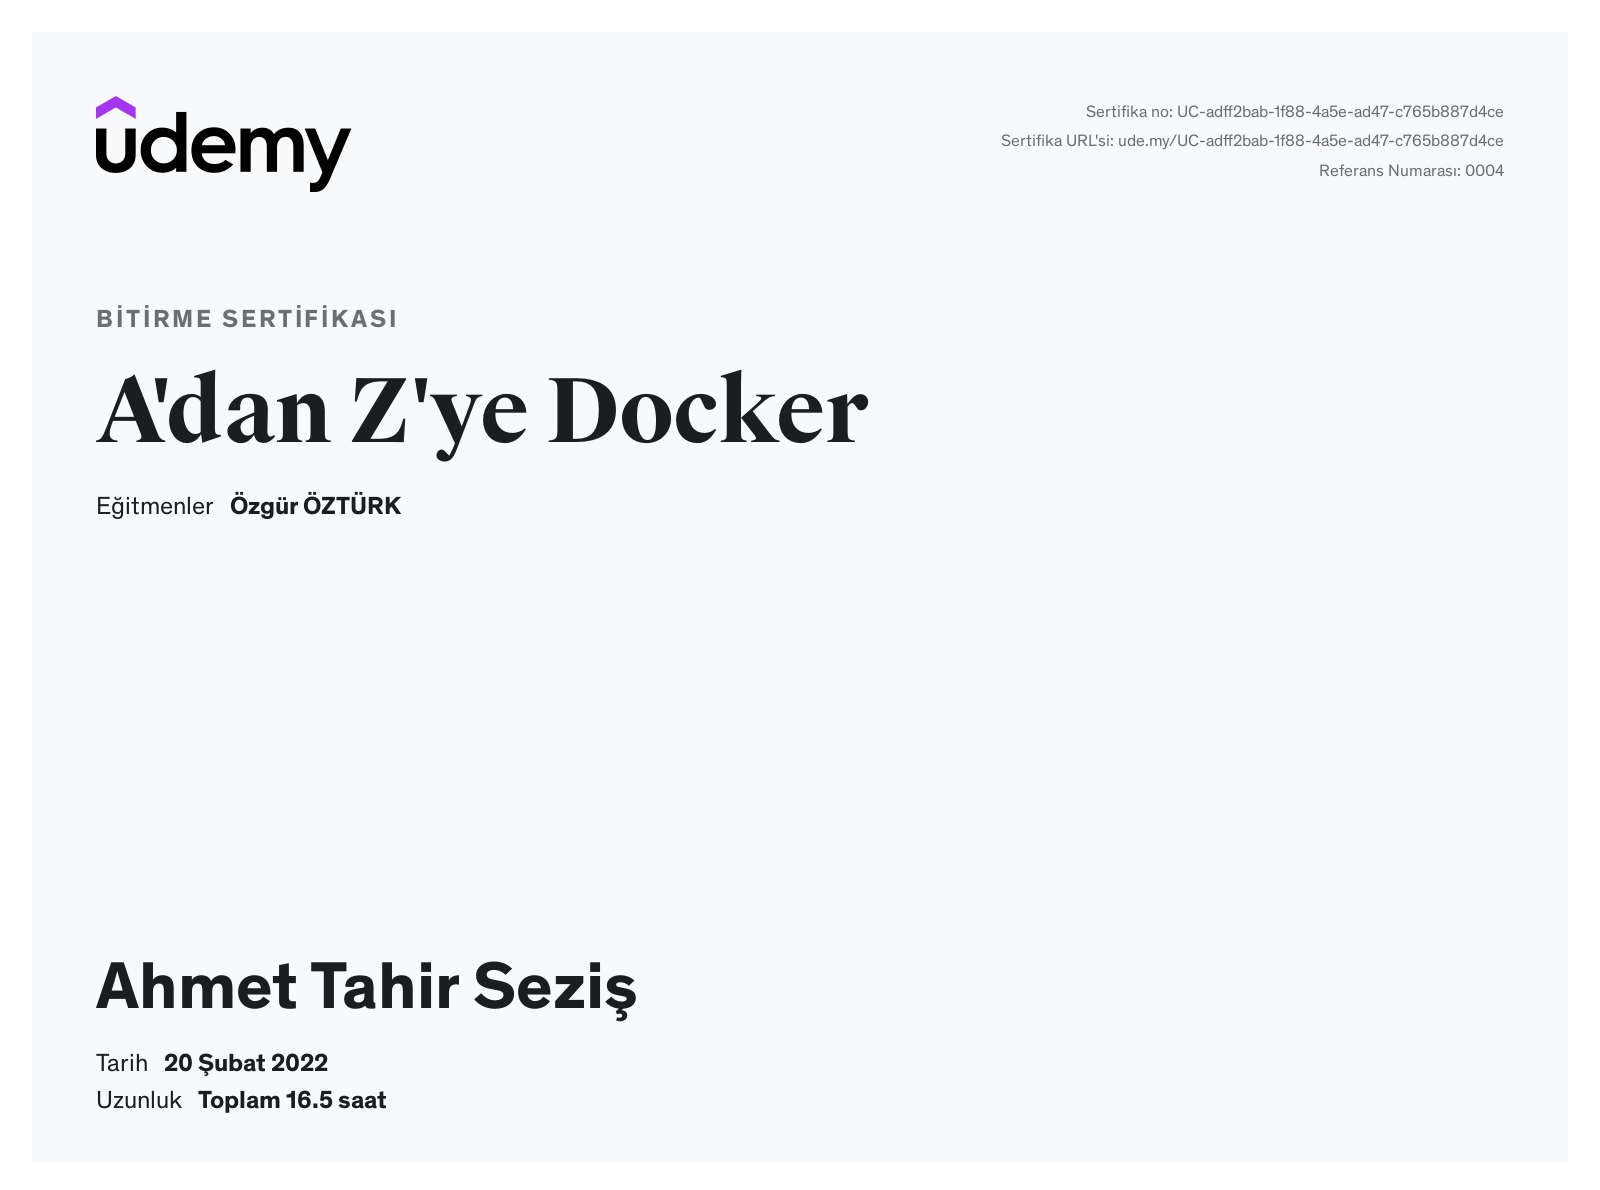 udemy
Sertifika no: UC-adff2bab-1f88-4a5e-ad47-c765b887d4ce
Sertifika URL'si: ude.my/UC-adff2bab-1f88-4a5e-ad47-c765b887d4ce
Referans Numarası: 0004
BİTİRME SERTİFİKASI
A'dan Z'ye Docker
Eğitmenler Özgür ÖZTÜRK
Ahmet Tahir Seziş
Tarih 20 Şubat 2022
Uzunluk Toplam 16.5 saat